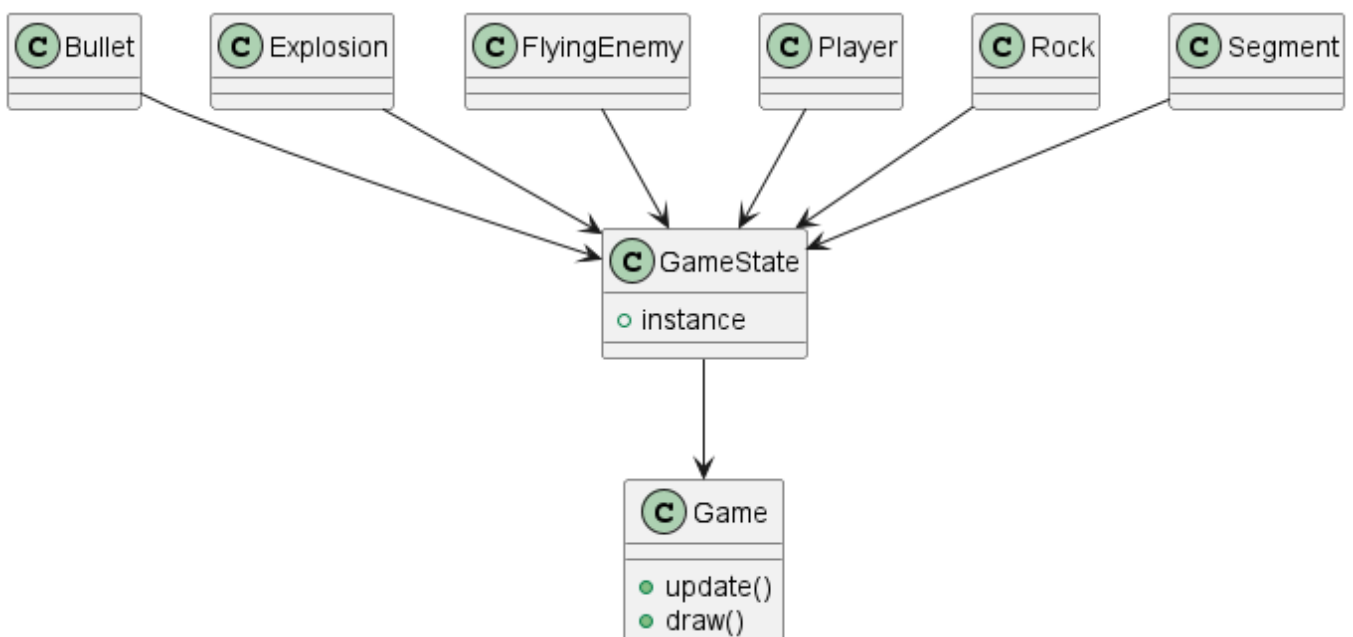 C Bullet
C Explosion
C FlyingEnemy
C Player
C Rock
C Segment
C GameState
instance
C Game
update()
draw()